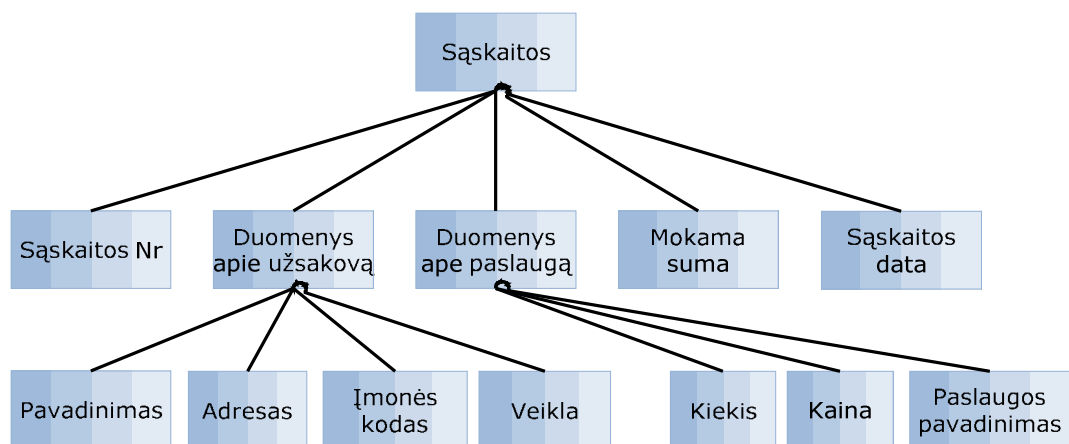 Sąskaitos
Sąskaitos Nr
Duomenys
apie užsakovą
Duomenys
ape paslaugą
Mokama
suma
Sąskaitos
data
Pavadinimas
Adresas
Įmonės
kodas
Veikla
Kiekis
Kaina
Paslaugos
pavadinimas